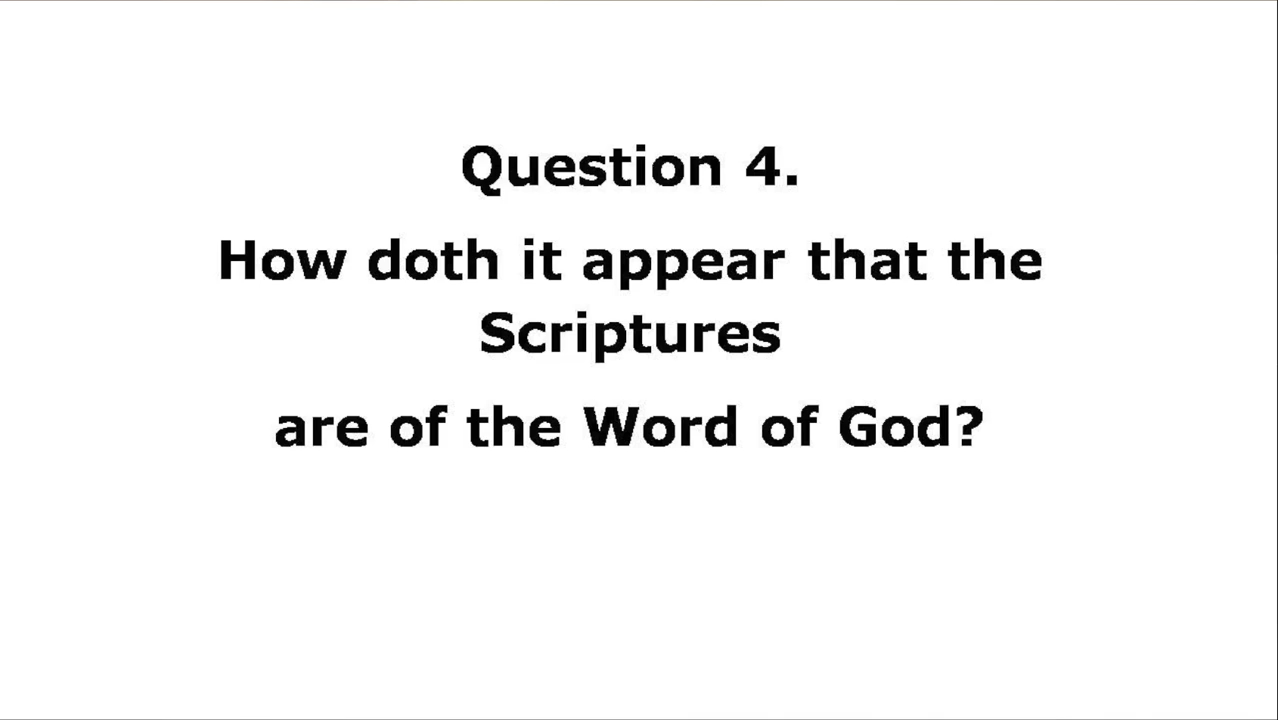 Question 4.
How doth it appear that the
Scriptures
are of the Word of God?